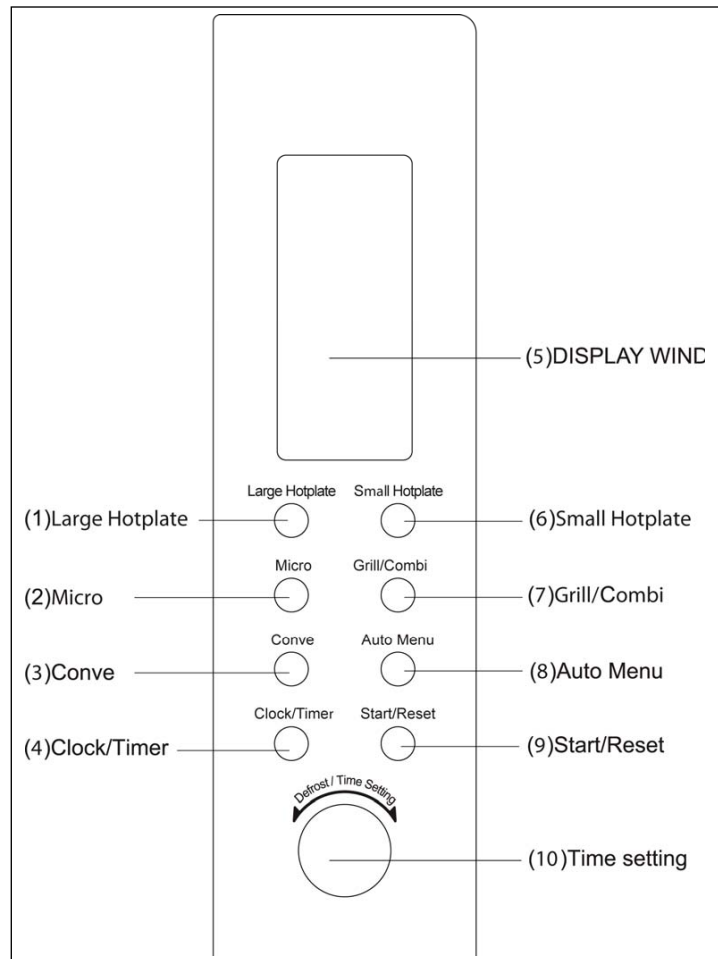 (5)DISPLAY WIND
Large Hotplate Small Hotplate
(1)Large Hotplate
(6)Small Hotplate
Micro Grill/Combi
(2)Micro
(7)Grill/Combi
Conve Auto Menu
(3)Conve
(8)Auto Menu
Clock/Timer Start/Reset
(4)Clock/Timer
(9)Start/Reset
Defrost / Time Setting
(10)Time setting